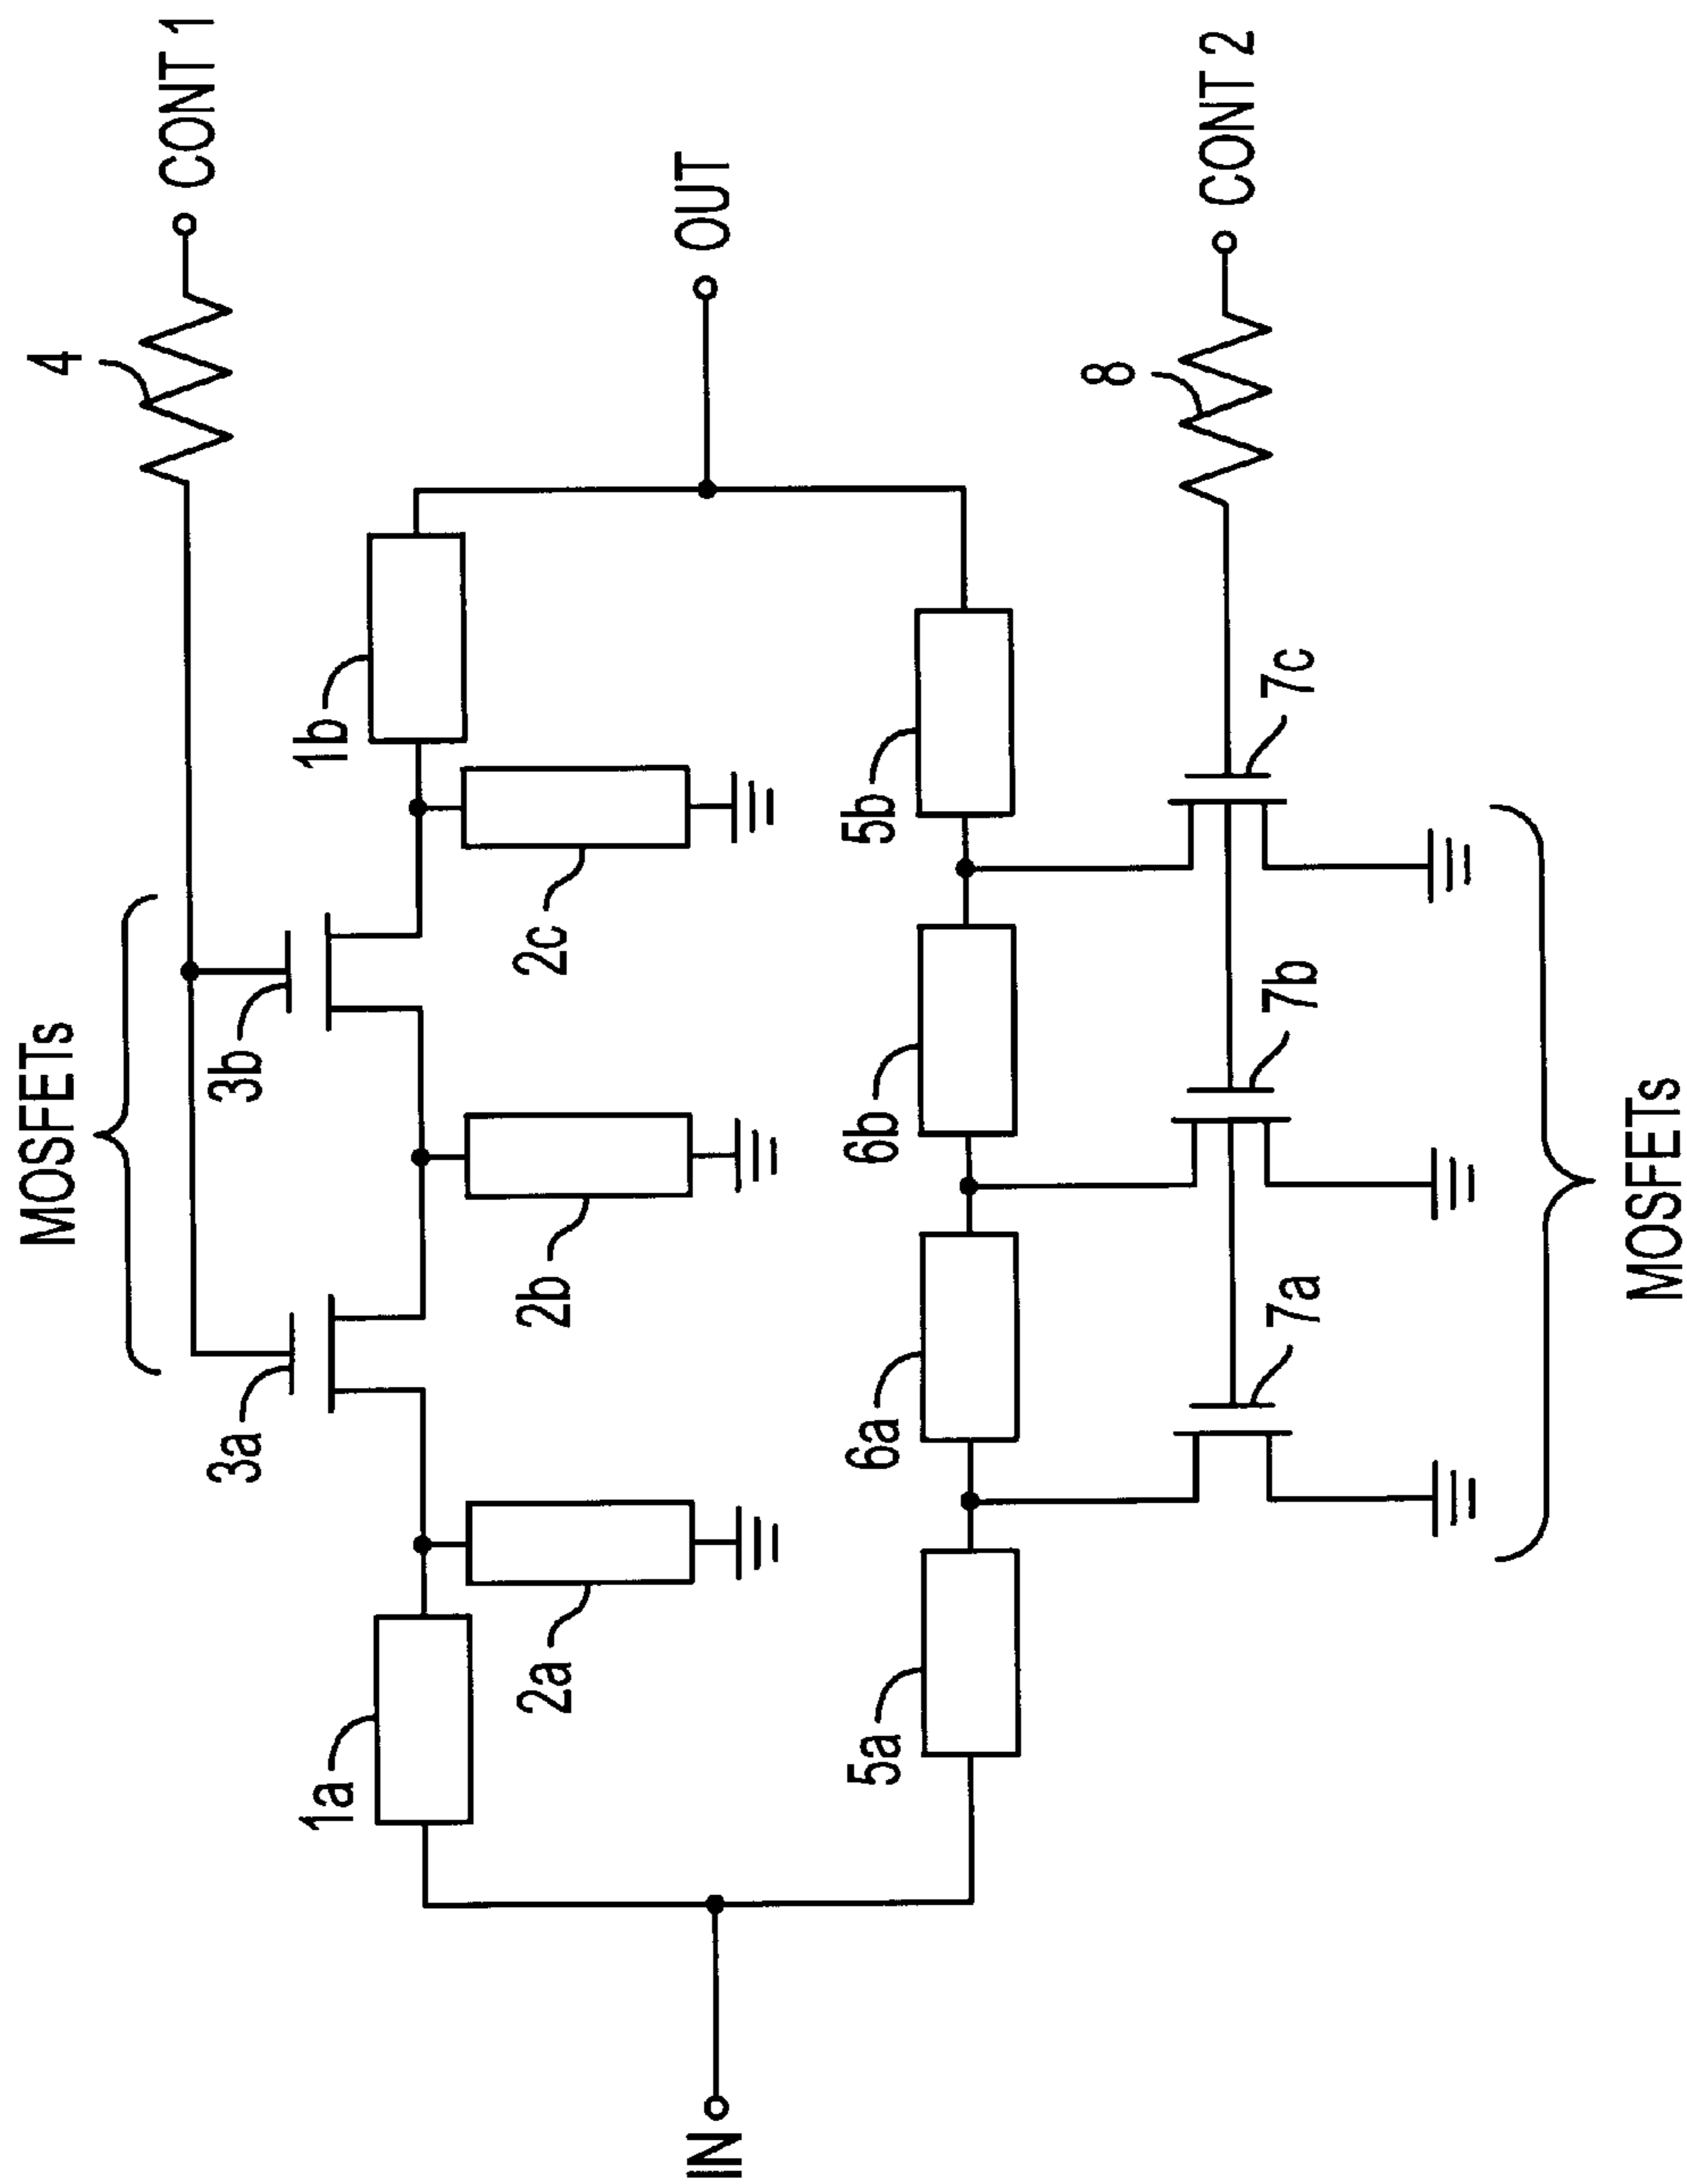 MOSFETs
4
CONT 1
3a
3b
1a
1b
2a
2b
2c
IN
OUT
5a
6a
6b
5b
8
CONT 2
7a
7b
7c
MOSFETs